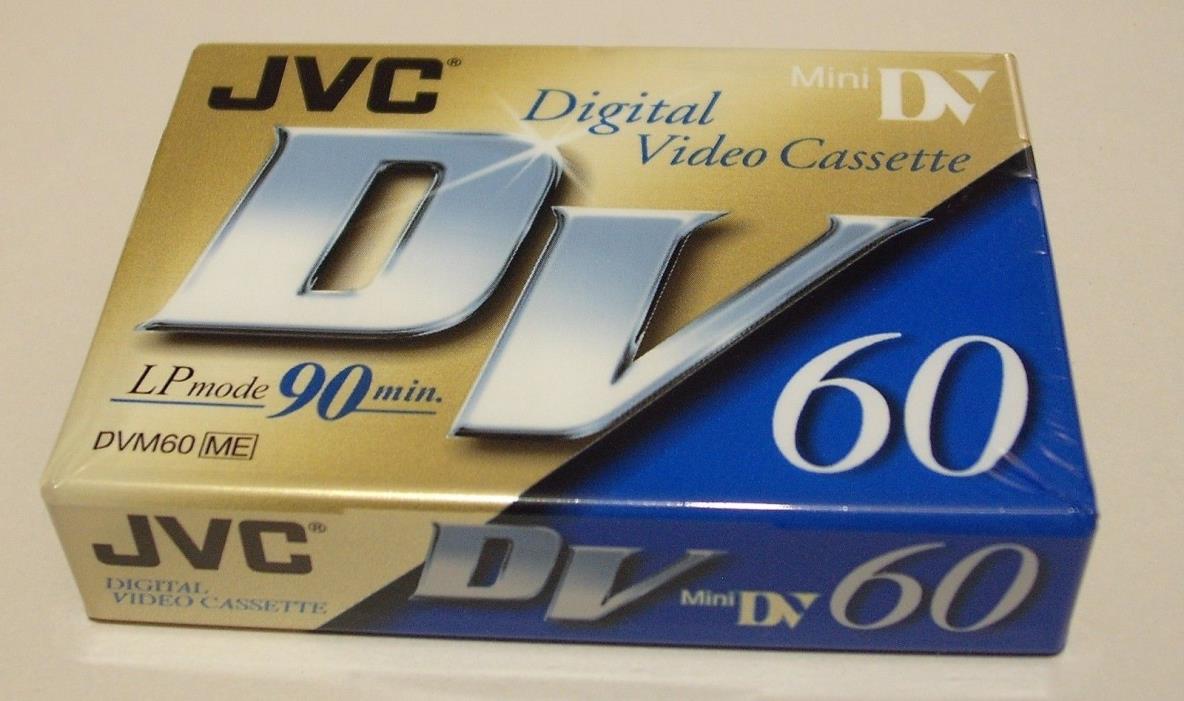 JVC®
Mini DV
Digital
Video Cassette
DV
60
LP mode 90 min.
DVM60 ME
JVC®
DIGITAL
VIDEO CASSETTE
DV
Mini DV
60